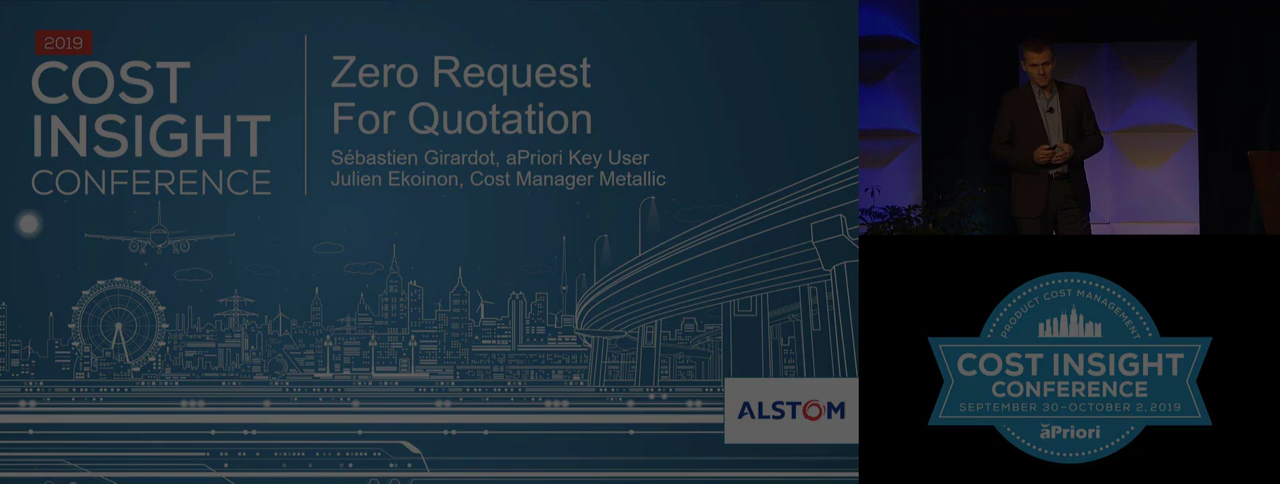 2019
COST
INSIGHT
CONFERENCE
Zero Request
For Quotation
Sébastien Girardot, aPriori Key User
Julien Ekoinon, Cost Manager Metallic
ALSTOM
PRODUCT COST MANAGEMENT
COST INSIGHT
CONFERENCE
SEPTEMBER 30–OCTOBER 2, 2019
ăPriori